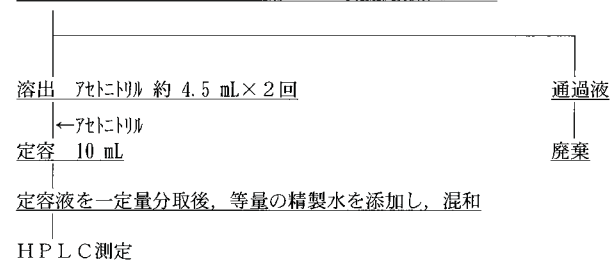 溶出 ｱｾﾄﾆﾄﾘﾙ 約 4.5 mL×2回
通過液
←ｱｾﾄﾆﾄﾘﾙ
定容 10 mL
廃棄
定容液を一定量分取後，等量の精製水を添加し，混和
ＨＰＬＣ測定